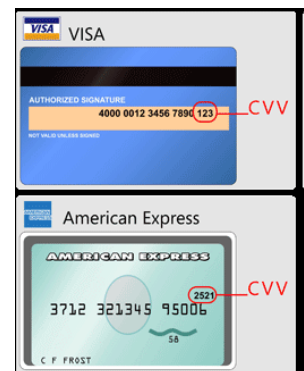 VISA VISA
AUTHORIZED SIGNATURE
4000 0012 3456 7890 123 CVV
NOT VALID UNLESS SIGNED
American Express
AMERICAN EXPRESS
2521 CVV
3712 321345 95006
58
C F FROST